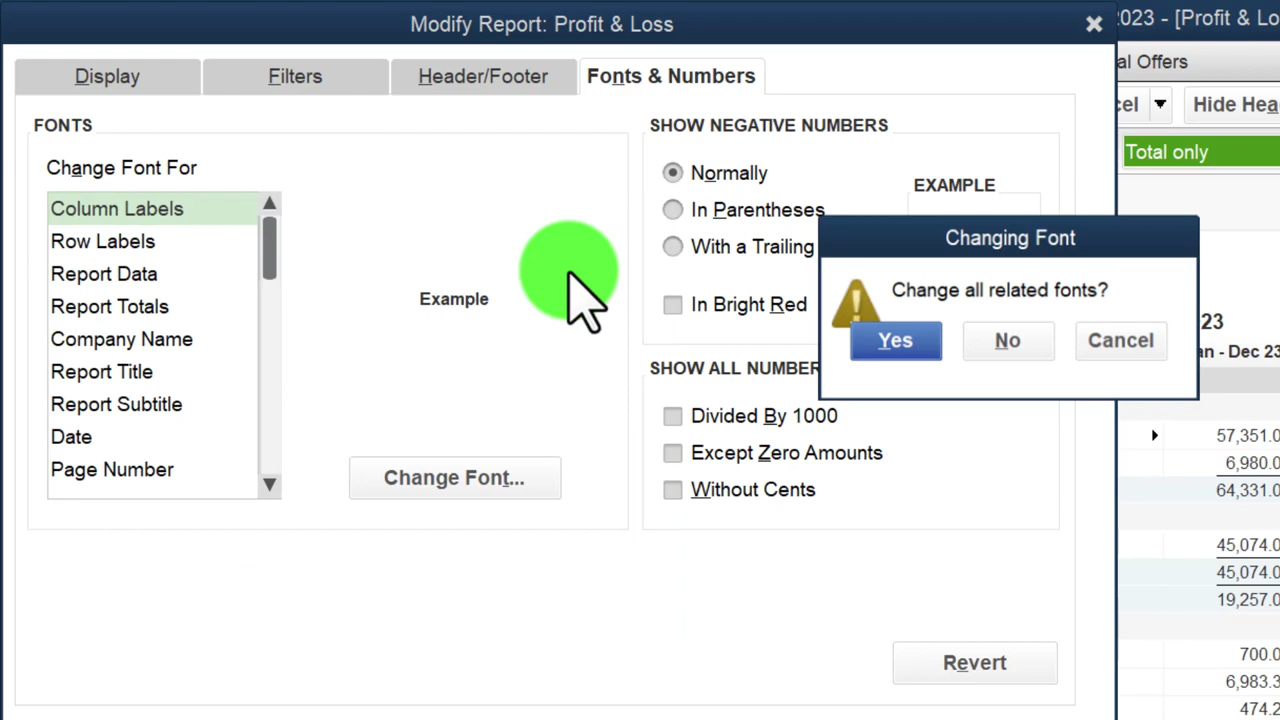 Modify Report: Profit & Loss
2023 - [Profit & Lo
al Offers
Display
Filters
Header/Footer
Fonts & Numbers
cel
Hide Hea
Total only
FONTS
Change Font For
Column Labels
Row Labels
Report Data
Report Totals
Company Name
Report Title
Report Subtitle
Date
Page Number
Example
Change Font...
SHOW NEGATIVE NUMBERS
Normally
In Parentheses
With a Trailing
In Bright Red
EXAMPLE
SHOW ALL NUMBER
Divided By 1000
Except Zero Amounts
Without Cents
Changing Font
Change all related fonts?
Yes
No
Cancel
Revert
23
an - Dec 23
57,351.0
6,980.0
64,331.0
45,074.0
45,074.0
19,257.0
700.0
6,983.3
474.2